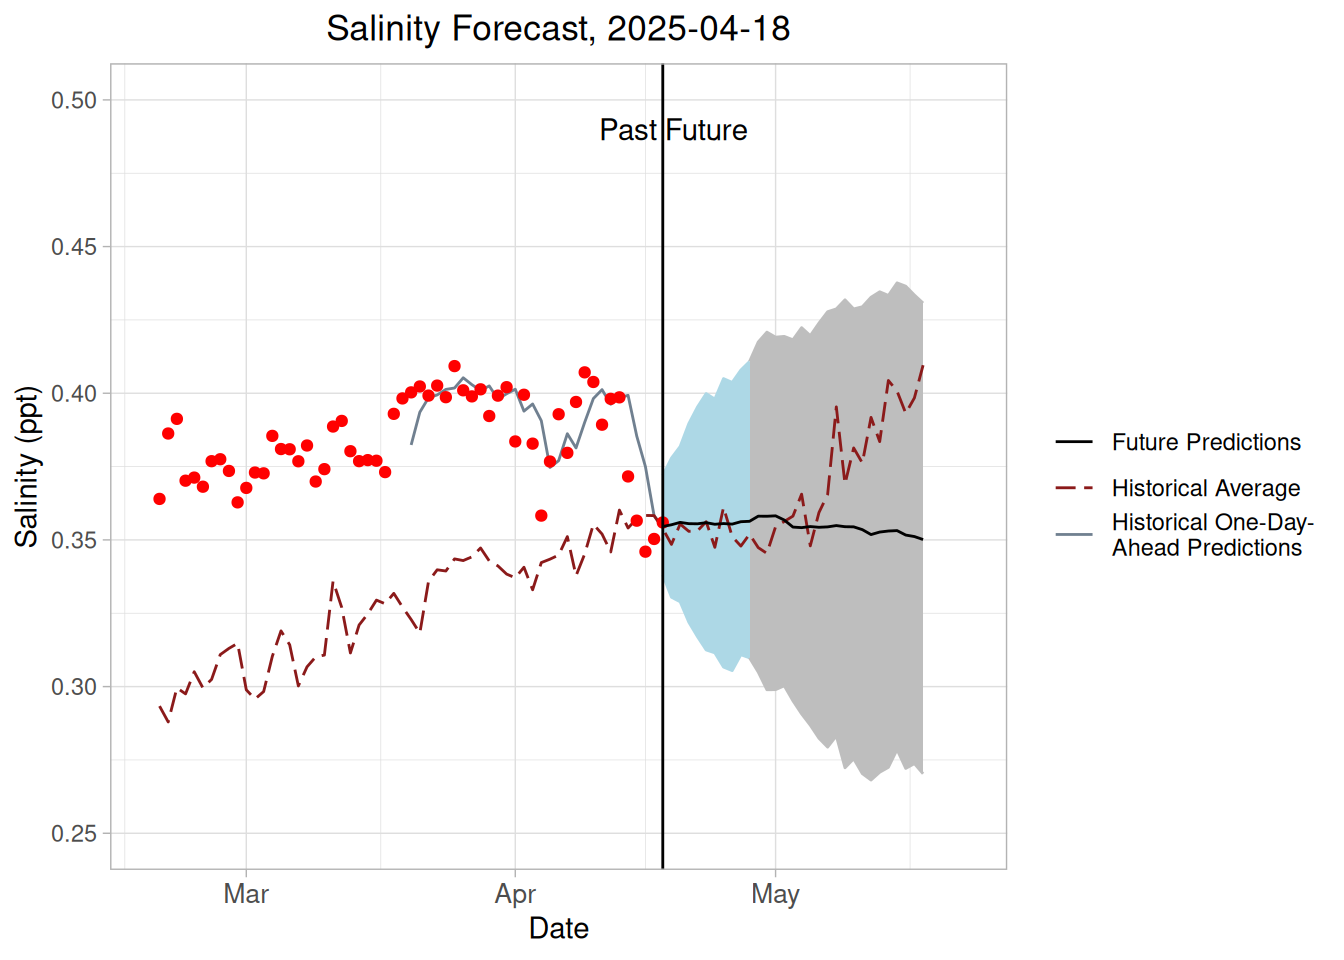 Salinity Forecast, 2025-04-18
0.50
0.45
0.40
0.35
0.30
0.25
Salinity (ppt)
Past Future
Mar Apr May
Date
Future Predictions
Historical Average
Historical One-Day-
Ahead Predictions